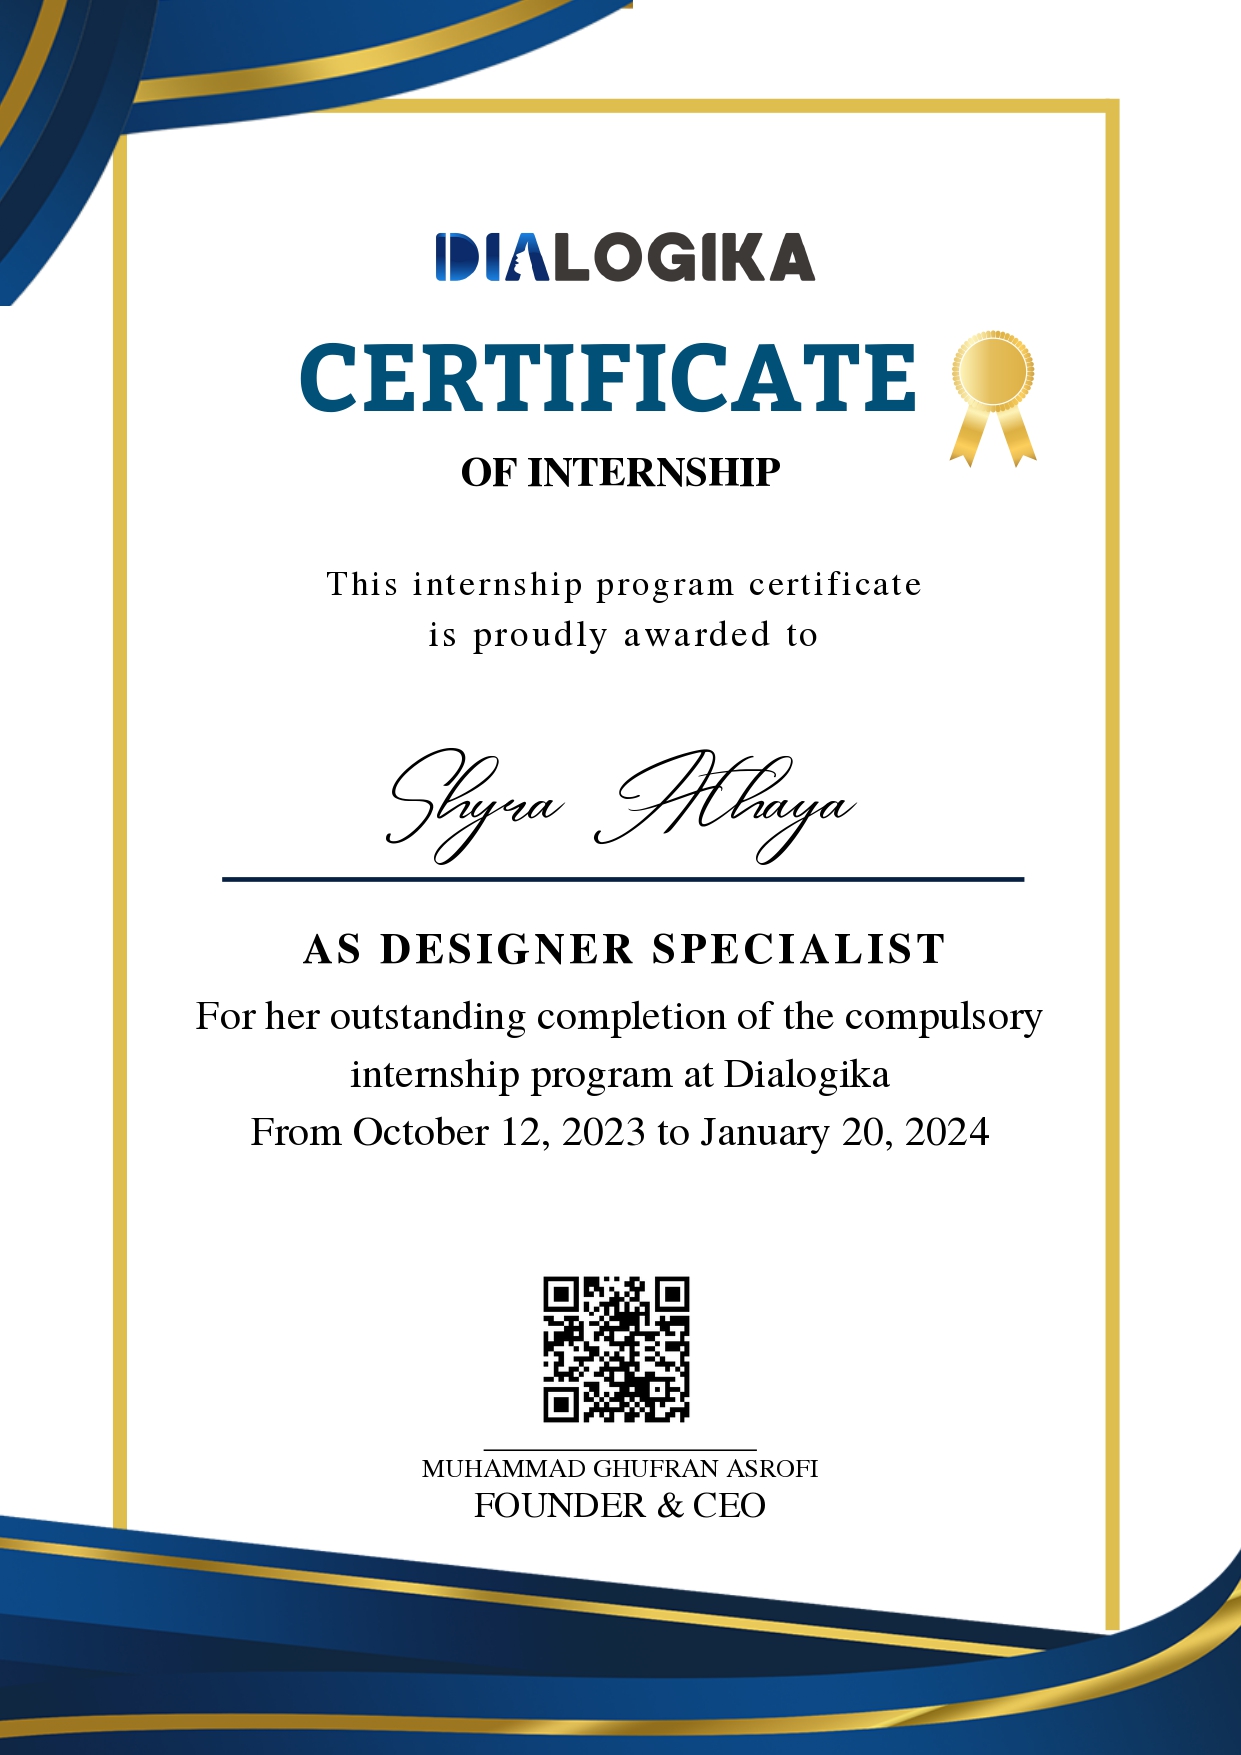 DIALOGIKA
CERTIFICATE
OF INTERNSHIP
This internship program certificate
is proudly awarded to
Shyra Athaya
AS DESIGNER SPECIALIST
For her outstanding completion of the compulsory
internship program at Dialogika
From October 12, 2023 to January 20, 2024
MUHAMMAD GHUFRAN ASROFI
FOUNDER & CEO